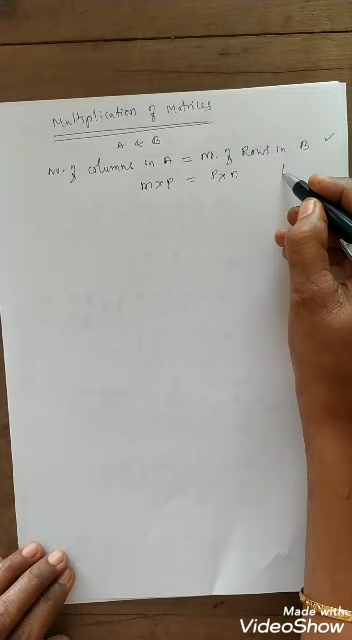 Multiplication of Matrices
A & B
No. of columns in A = No. of Rows in B ✓
m×p = p×n
Made with
VideoShow